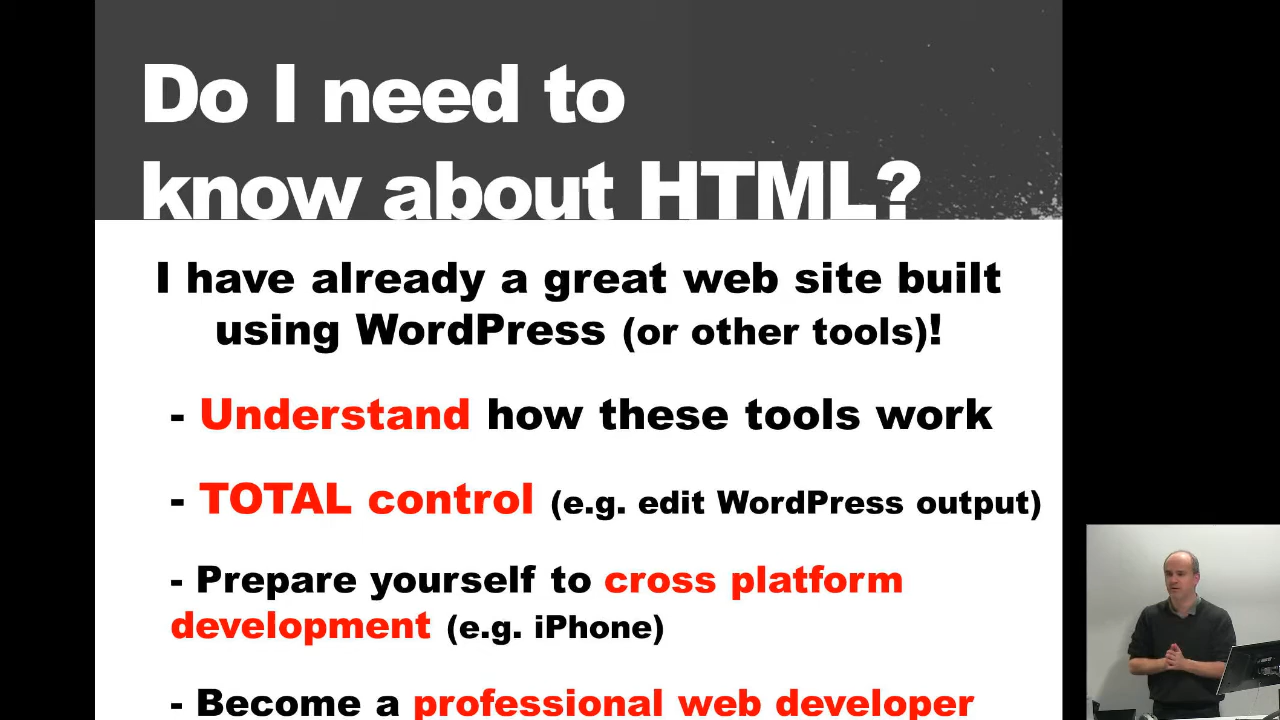 Do I need to
know about HTML?
I have already a great web site built
using WordPress (or other tools)!
- Understand how these tools work
- TOTAL control (e.g. edit WordPress output)
- Prepare yourself to cross platform
development (e.g. iPhone)
- Become a professional web developer